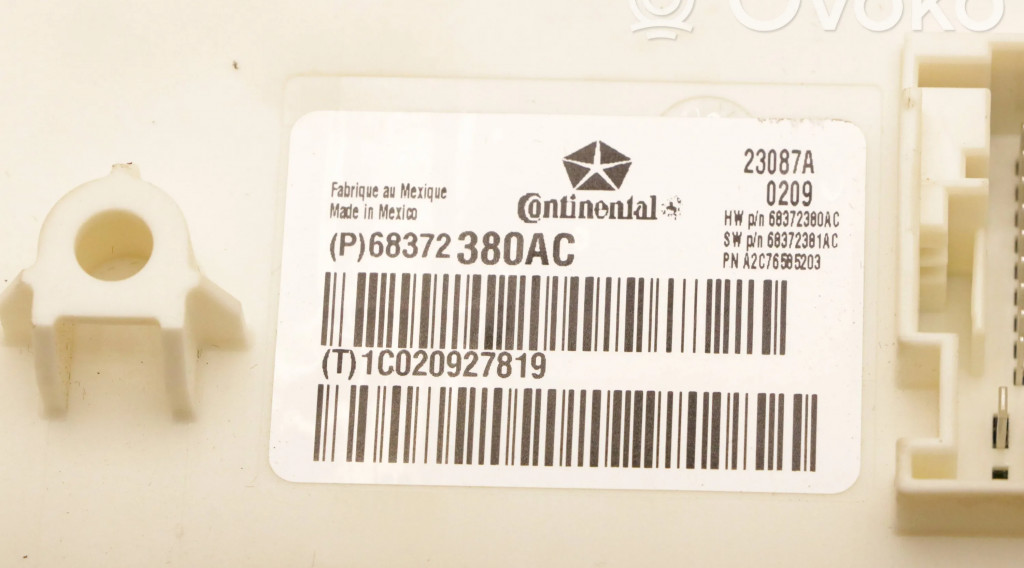 OVOKO
Fabrique au Mexique
Made in Mexico
Continental
23087A
0209
HW p/n 68372380AC
SW p/n 68372381AC
PN A2C76585203
(P)68372 380AC
(T)1C020927819